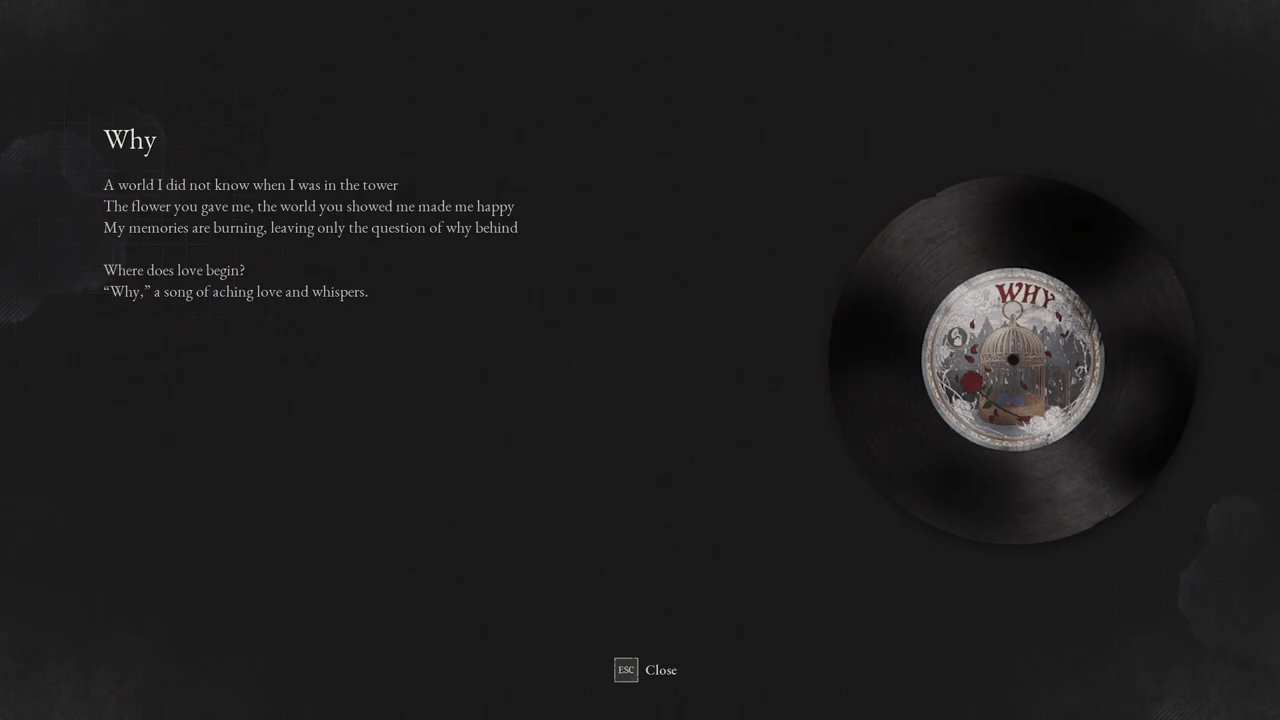 Why
A world I did not know when I was in the tower
The flower you gave me, the world you showed me made me happy
My memories are burning, leaving only the question of why behind
Where does love begin?
“Why,” a song of aching love and whispers.
WHY
ESC Close